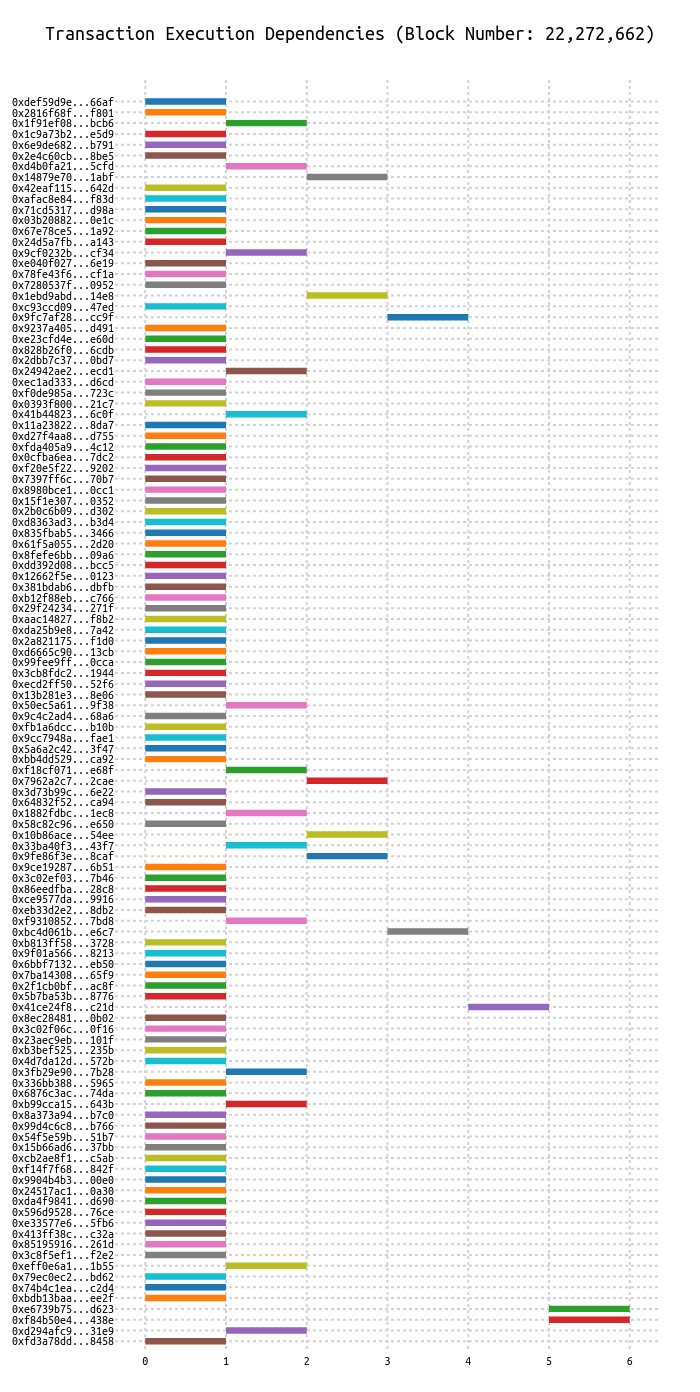 Transaction Execution Dependencies (Block Number: 22,272,662)
0xdef59d9e...66af
0x2816f68f...f801
0x1f91ef08...bcb6
0x1c9a73b2...e5d9
0x6e9de682...b791
0x2e4c60cb...8be5
0xd4b0fa21...5cfd
0x14879e70...1abf
0x42eaf115...642d
0xafac8e84...f83d
0x71cd5317...d98a
0x03b20882...0e1c
0x67e78ce5...1a92
0x24d5a7fb...a143
0x9cf0232b...cf34
0xe040f027...6e19
0x78fe43f6...cf1a
0x7280537f...0952
0x1ebd9abd...14e8
0xc93ccd09...47ed
0x9fc7af28...cc9f
0x9237a405...d491
0xe23cfd4e...e60d
0x828b26f0...6cdb
0x2dbb7c37...0bd7
0x24942ae2...ecd1
0xec1ad333...d6cd
0xf0de985a...723c
0x0393f800...21c7
0x41b44823...6c0f
0x11a23822...8da7
0xd27f4aa8...d755
0xfda405a9...4c12
0x0cfba6ea...7dc2
0xf20e5f22...9202
0x7397ff6c...70b7
0x8980bce1...0cc1
0x15f1e307...0352
0x2b0c6b09...d302
0xd8363ad3...b3d4
0x835fbab5...3466
0x61f5a055...2d20
0x8fefe6bb...09a6
0xdd392d08...bcc5
0x12662f5e...0123
0x381bdab6...dbfb
0xb12f88eb...c766
0x29f24234...271f
0xaac14827...f8b2
0xda25b9e8...7a42
0x2a821175...f1d0
0xd6665c90...13cb
0x99fee9ff...0cca
0x3cb8fdc2...1944
0xecd2ff50...52f6
0x13b281e3...8e06
0x50ec5a61...9f38
0x9c4c2ad4...68a6
0xfb1a6dcc...b10b
0x9cc7948a...fae1
0x5a6a2c42...3f47
0xbb4dd529...ca92
0xf18cf071...e68f
0x7962a2c7...2cae
0x3d73b99c...6e22
0x64832f52...ca94
0x1882fdbc...1ec8
0x58c82c96...e650
0x10b86ace...54ee
0x33ba40f3...43f7
0x9fe86f3e...8caf
0x9ce19287...6b51
0x3c02ef03...7b46
0x86eedfba...28c8
0xce9577da...9916
0xeb33d2e2...8db2
0xf9310852...7bd8
0xbc4d061b...e6c7
0xb813ff58...3728
0x9f01a566...8213
0x6bbf7132...eb50
0x7ba14308...65f9
0x2f1cb0bf...ac8f
0x5b7ba53b...8776
0x41ce24f8...c21d
0x8ec28481...0b02
0x3c02f06c...0f16
0x23aec9eb...101f
0xb3bef525...235b
0x4d7da12d...572b
0x3fb29e90...7b28
0x336bb388...5965
0x6876c3ac...74da
0xb99cca15...643b
0x8a373a94...b7c0
0x99d4c6c8...b766
0x54f5e59b...51b7
0x15b66ad6...37bb
0xcb2ae8f1...c5ab
0xf14f7f68...842f
0x9904b4b3...00e0
0x24517ac1...0a30
0xda4f9841...d690
0x596d9528...76ce
0xe33577e6...5fb6
0x413ff38c...c32a
0x85195916...261d
0x3c8f5ef1...f2e2
0xeff0e6a1...1b55
0x79ec0ec2...bd62
0x74b4c1ea...c2d4
0xbdb13baa...ee2f
0xe6739b75...d623
0xf84b50e4...438e
0xd294afc9...31e9
0xfd3a78dd...8458
0 1 2 3 4 5 6